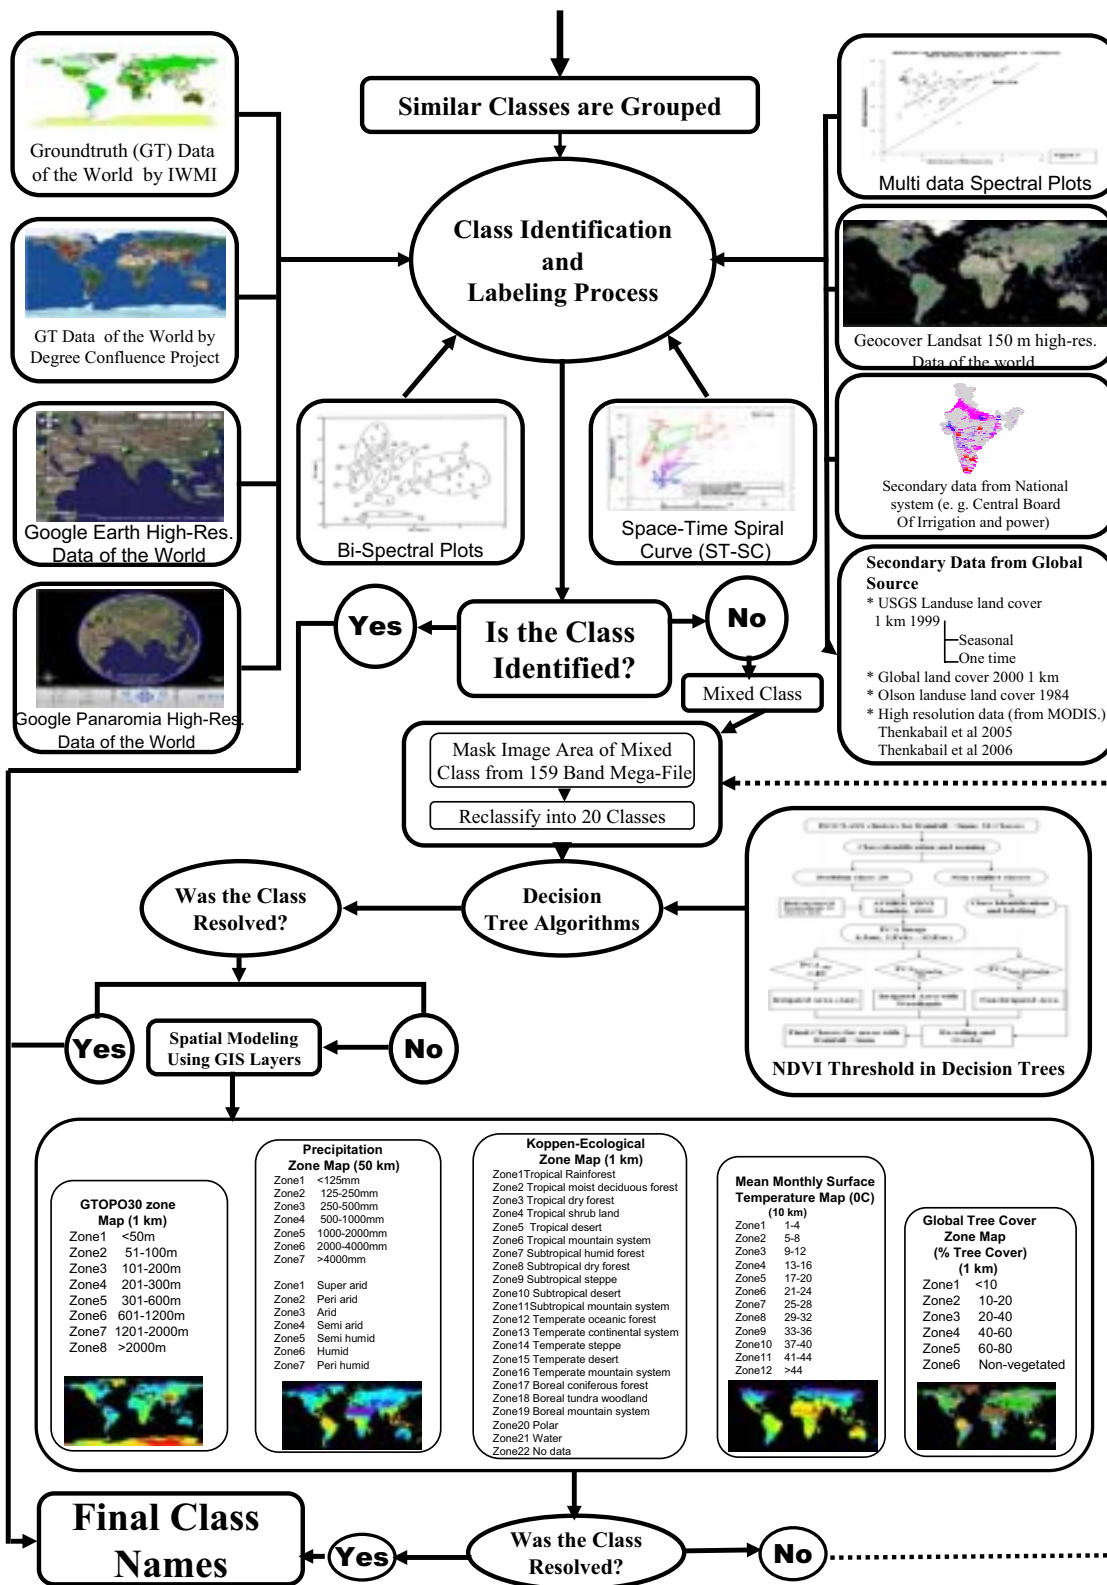 Similar Classes are Grouped
Groundtruth (GT) Data
of the World by IWMI
Multi data Spectral Plots
Class Identification
and
Labeling Process
GT Data of the World by
Degree Confluence Project
Geocover Landsat 150 m high-res.
Data of the world
Google Earth High-Res.
Data of the World
Bi-Spectral Plots
Space-Time Spiral
Curve (ST-SC)
Secondary data from National
system (e. g. Central Board
Of Irrigation and power)
Google Panaromia High-Res.
Data of the World
Yes
Is the Class
Identified?
No
Mixed Class
Secondary Data from Global
Source
* USGS Landuse land cover
1 km 1999
Seasonal
One time
* Global land cover 2000 1 km
* Olson landuse land cover 1984
* High resolution data (from MODIS.)
Thenkabail et al 2005
Thenkabail et al 2006
Mask Image Area of Mixed
Class from 159 Band Mega-File
Reclassify into 20 Classes
Was the Class
Resolved?
Decision
Tree Algorithms
NDVI Threshold in Decision Trees
Yes
Spatial Modeling
Using GIS Layers
No
GTOPO30 zone
Map (1 km)
Zone1 <50m
Zone2 51-100m
Zone3 101-200m
Zone4 201-300m
Zone5 301-600m
Zone6 601-1200m
Zone7 1201-2000m
Zone8 >2000m
Precipitation
Zone Map (50 km)
Zone1 <125mm
Zone2 125-250mm
Zone3 250-500mm
Zone4 500-1000mm
Zone5 1000-2000mm
Zone6 2000-4000mm
Zone7 >4000mm
Zone1 Super arid
Zone2 Peri arid
Zone3 Arid
Zone4 Semi arid
Zone5 Semi humid
Zone6 Humid
Zone7 Peri humid
Koppen-Ecological
Zone Map (1 km)
Zone1Tropical Rainforest
Zone2 Tropical moist deciduous forest
Zone3 Tropical dry forest
Zone4 Tropical shrub land
Zone5 Tropical desert
Zone6 Tropical mountain system
Zone7 Subtropical humid forest
Zone8 Subtropical dry forest
Zone9 Subtropical steppe
Zone10 Subtropical desert
Zone11Subtropical mountain system
Zone12 Temperate oceanic forest
Zone13 Temperate continental system
Zone14 Temperate steppe
Zone15 Temperate desert
Zone16 Temperate mountain system
Zone17 Boreal coniferous forest
Zone18 Boreal tundra woodland
Zone19 Boreal mountain system
Zone20 Polar
Zone21 Water
Zone22 No data
Mean Monthly Surface
Temperature Map (0C)
(10 km)
Zone1 1-4
Zone2 5-8
Zone3 9-12
Zone4 13-16
Zone5 17-20
Zone6 21-24
Zone7 25-28
Zone8 29-32
Zone9 33-36
Zone10 37-40
Zone11 41-44
Zone12 >44
Global Tree Cover
Zone Map
(% Tree Cover)
(1 km)
Zone1 <10
Zone2 10-20
Zone3 20-40
Zone4 40-60
Zone5 60-80
Zone6 Non-vegetated
Final Class
Names
Yes
Was the Class
Resolved?
No